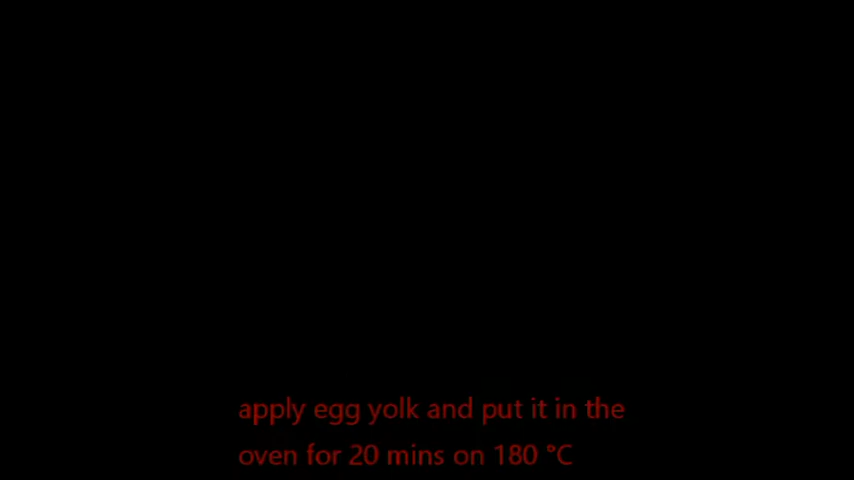 apply egg yolk and put it in the
oven for 20 mins on 180 °C